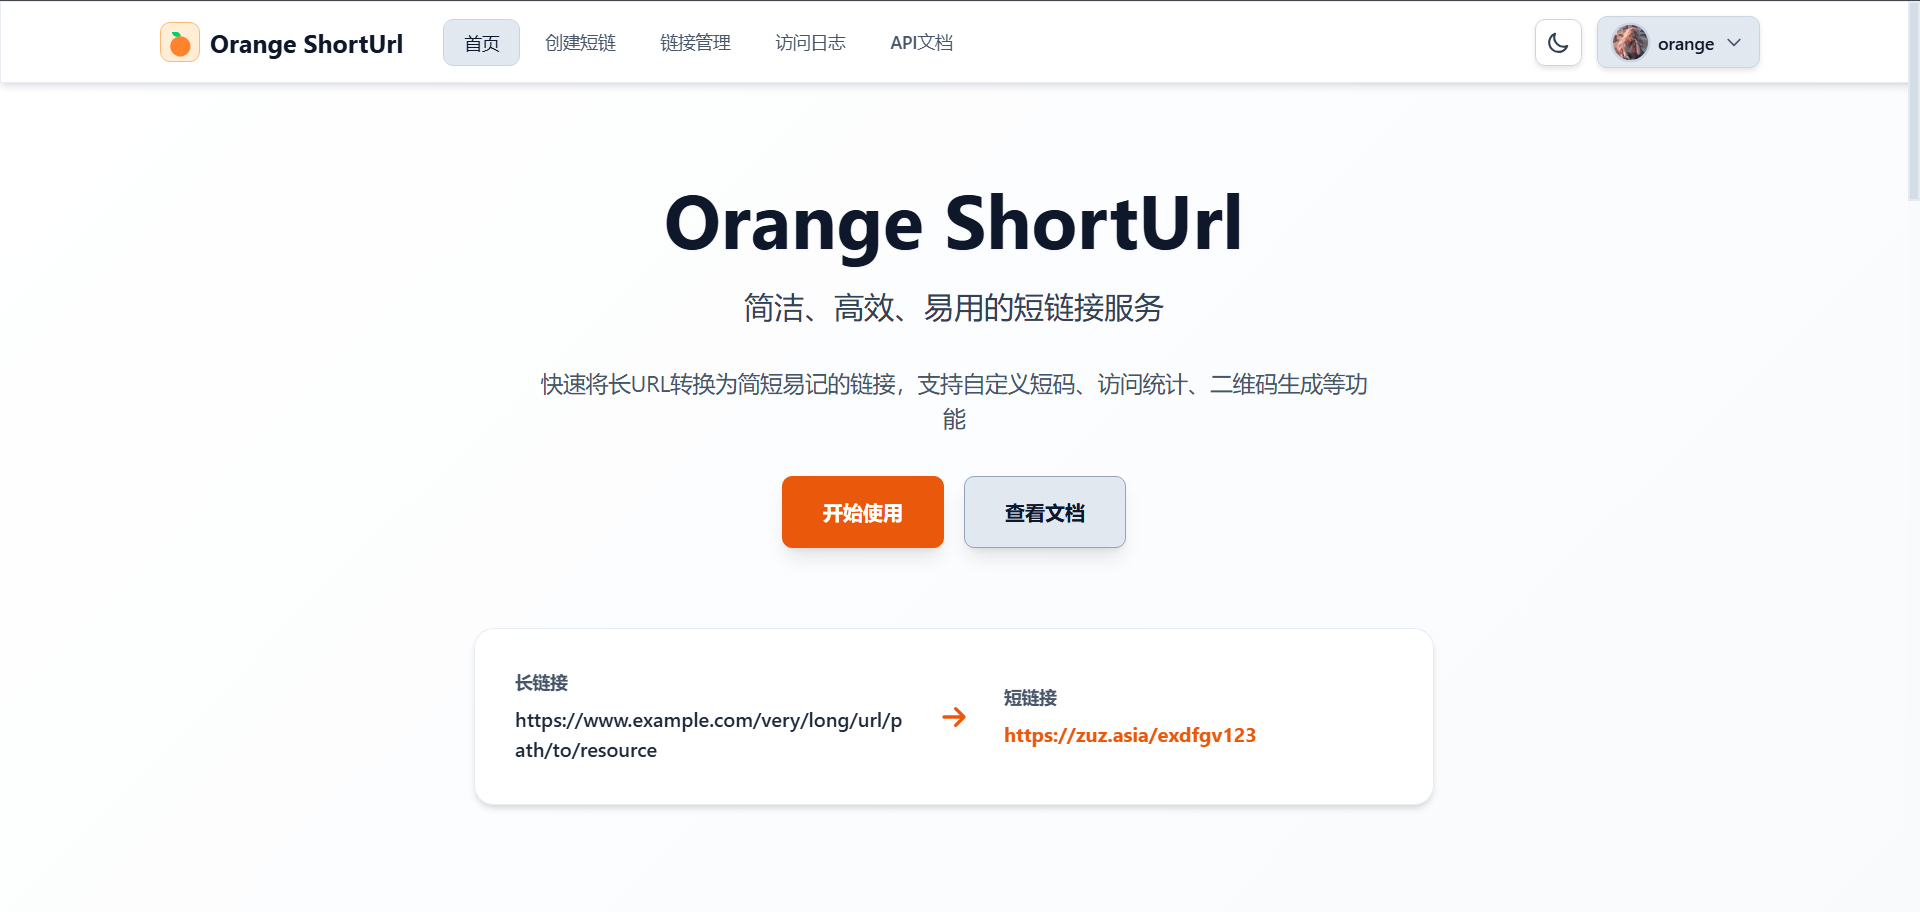 Orange ShortUrl
首页
创建短链
链接管理
访问日志
API文档
orange
Orange ShortUrl
简洁、高效、易用的短链接服务
快速将长URL转换为简短易记的链接，支持自定义短码、访问统计、二维码生成等功
能
开始使用
查看文档
长链接
https://www.example.com/very/long/url/p
ath/to/resource
短链接
https://zuz.asia/exdfgv123